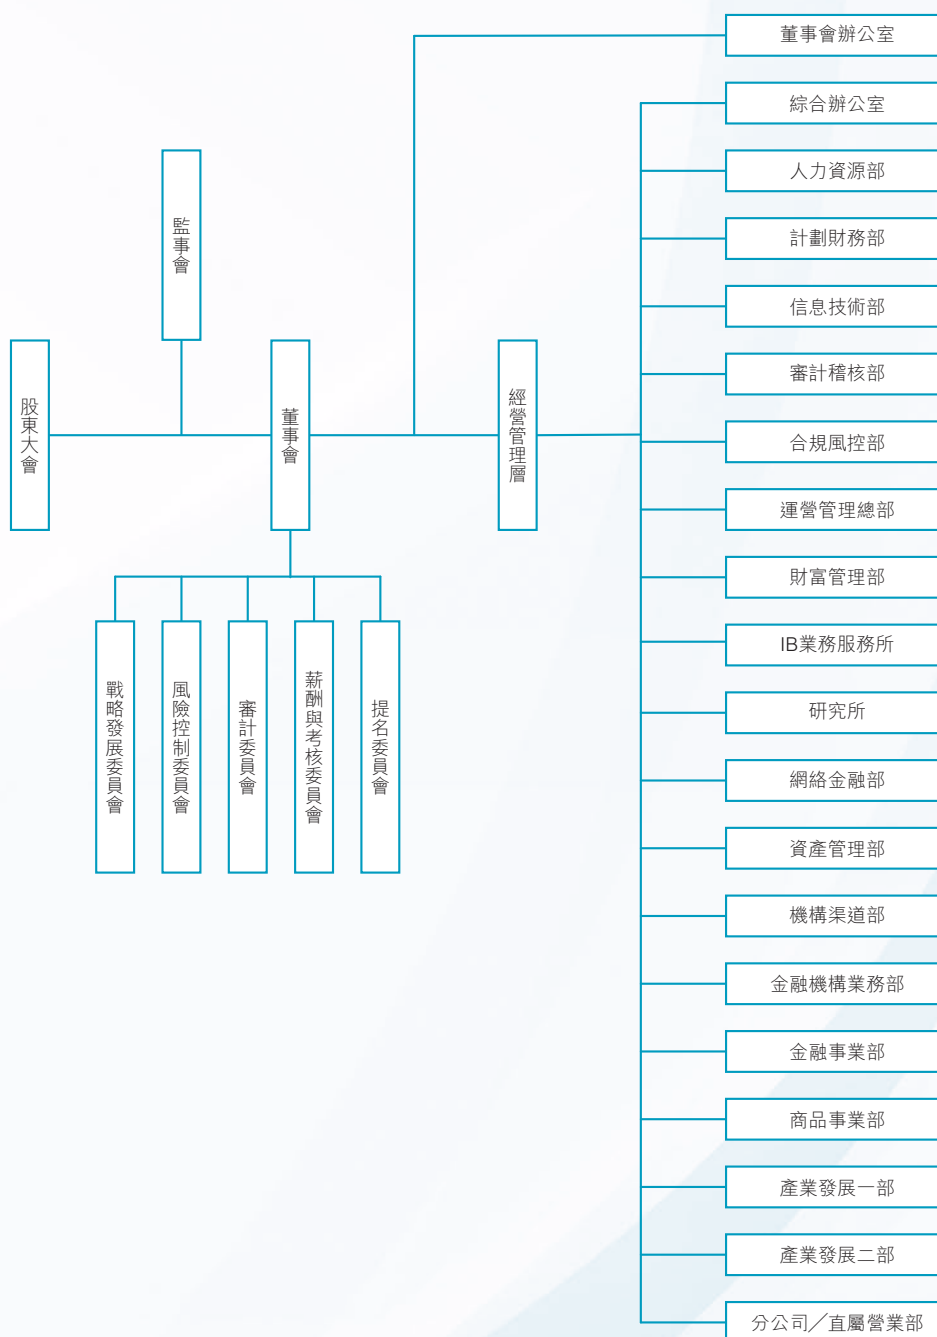 董事會辦公室
綜合辦公室
人力資源部
監事會
計劃財務部
信息技術部
股東大會
董事會
經營管理層
審計稽核部
合規風控部
運營管理總部
財富管理部
IB業務服務所
戰略發展委員會
風險控制委員會
審計委員會
薪酬與考核委員會
提名委員會
研究所
網絡金融部
資產管理部
機構渠道部
金融機構業務部
金融事業部
商品事業部
產業發展一部
產業發展二部
分公司／直屬營業部